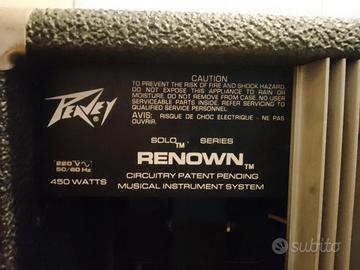 CAUTION
TO PREVENT THE RISK OF FIRE AND SHOCK HAZARD,
DO NOT EXPOSE THIS APPLIANCE TO RAIN OR
MOISTURE. DO NOT REMOVE FROM CASE NO USER
SERVICEABLE PARTS INSIDE. REFER SERVICING TO
QUALIFIED SERVICE PERSONNEL.
AVIS: RISQUE DE CHOC ELECTRIQUE - NE PAS
OUVRIR.
PEAVEY ®
SOLO™ SERIES
RENOWN™
220 V
50/60 Hz
450 WATTS
CIRCUITRY PATENT PENDING
MUSICAL INSTRUMENT SYSTEM
subito